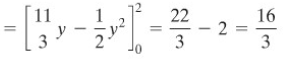 = [11/3 y - 1/2 y²]₀² = 22/3 - 2 = 16/3